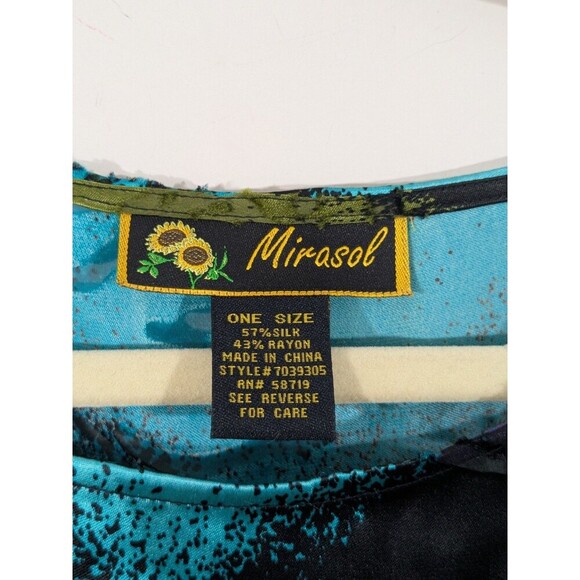 Mirasol
ONE SIZE
57%SILK
43% RAYON
MADE IN CHINA
STYLE#7039305
RN# 58719
SEE REVERSE
FOR CARE